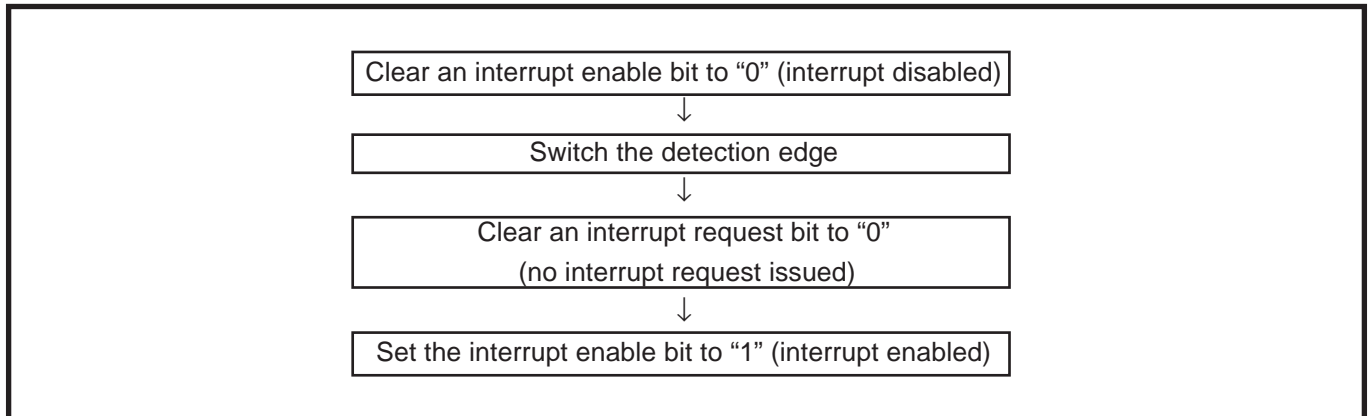 Clear an interrupt enable bit to “0” (interrupt disabled)
↓
Switch the detection edge
↓
Clear an interrupt request bit to “0”
(no interrupt request issued)
↓
Set the interrupt enable bit to “1” (interrupt enabled)